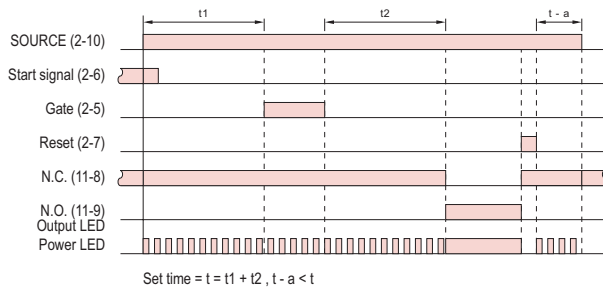 t1
t2
t - a
SOURCE (2-10)
Start signal (2-6)
Gate (2-5)
Reset (2-7)
N.C. (11-8)
N.O. (11-9)
Output LED
Power LED
Set time = t = t1 + t2 , t - a < t